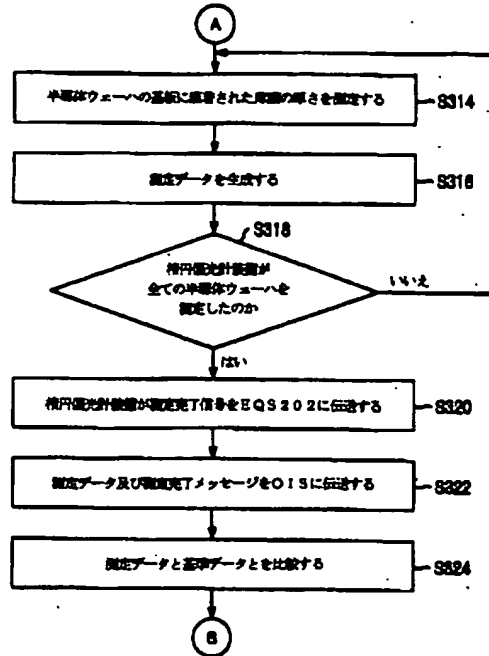 A
半導体ウェーハの基板に蒸着された薄膜の厚さを測定する
S314
測定データを生成する
S316
S318
楕円偏光計装置が
全ての半導体ウェーハを
測定したのか
いいえ
はい
楕円偏光計装置が測定完了信号をEQS202に伝送する
S320
測定データ及び測定完了メッセージをOISに伝送する
S322
測定データと基準データとを比較する
S324
B